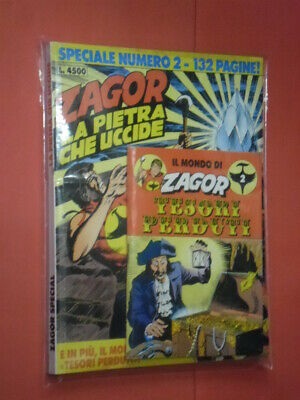 SPECIALE NUMERO 2 - 132 PAGINE!
L. 4500
ZAGOR
LA PIETRA
CHE UCCIDE
IL MONDO DI
ZAGOR
2
TESORI
PERDUTI
E IN PIÙ, IL MO
"TESORI PERDU
ZAGOR SPECIAL